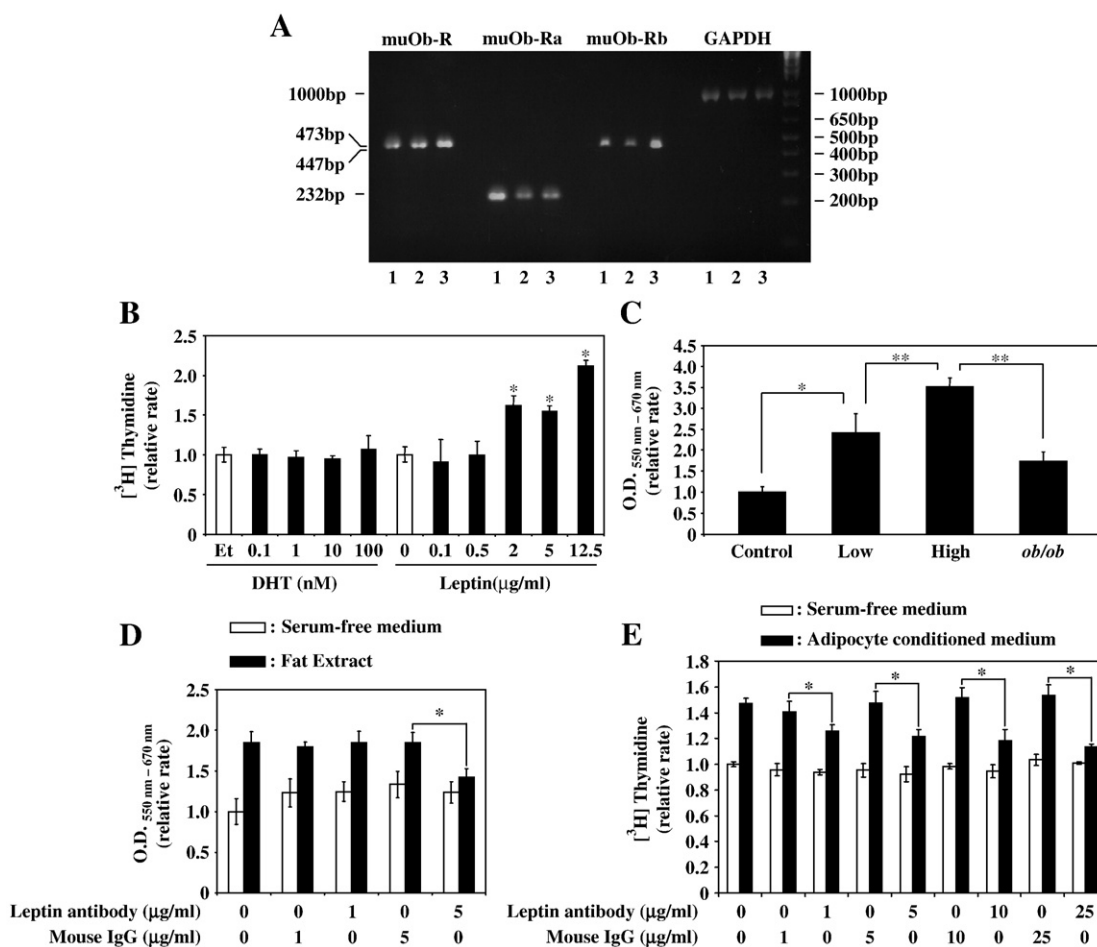 A
muOb-R muOb-Ra muOb-Rb GAPDH
1000bp
473bp
447bp
232bp
1000bp
650bp
500bp
400bp
300bp
200bp
1 2 3 1 2 3 1 2 3 1 2 3
B
[³H] Thymidine
(relative rate)
2.5
2.0
1.5
1.0
0.5
0
* * *
Et 0.1 1 10 100 0 0.1 0.5 2 5 12.5
DHT (nM) Leptin(μg/ml)
C
O.D. 550 nm – 670 nm
(relative rate)
4.5
3.5
3.0
2.5
2.0
1.5
1.0
0.5
0
* ** **
Control Low High ob/ob
D
: Serum-free medium
: Fat Extract
O.D. 550 nm – 670 nm
(relative rate)
2.5
2.0
1.5
1.0
0.5
0
*
Leptin antibody (μg/ml) 0 0 1 0 5
Mouse IgG (μg/ml) 0 1 0 5 0
E
: Serum-free medium
: Adipocyte conditioned medium
[³H] Thymidine
(relative rate)
1.8
1.6
1.4
1.2
1.0
0.8
0.6
0.4
0.2
0
* * * *
Leptin antibody (μg/ml) 0 0 1 0 5 0 10 0 25
Mouse IgG (μg/ml) 0 1 0 5 0 10 0 25 0